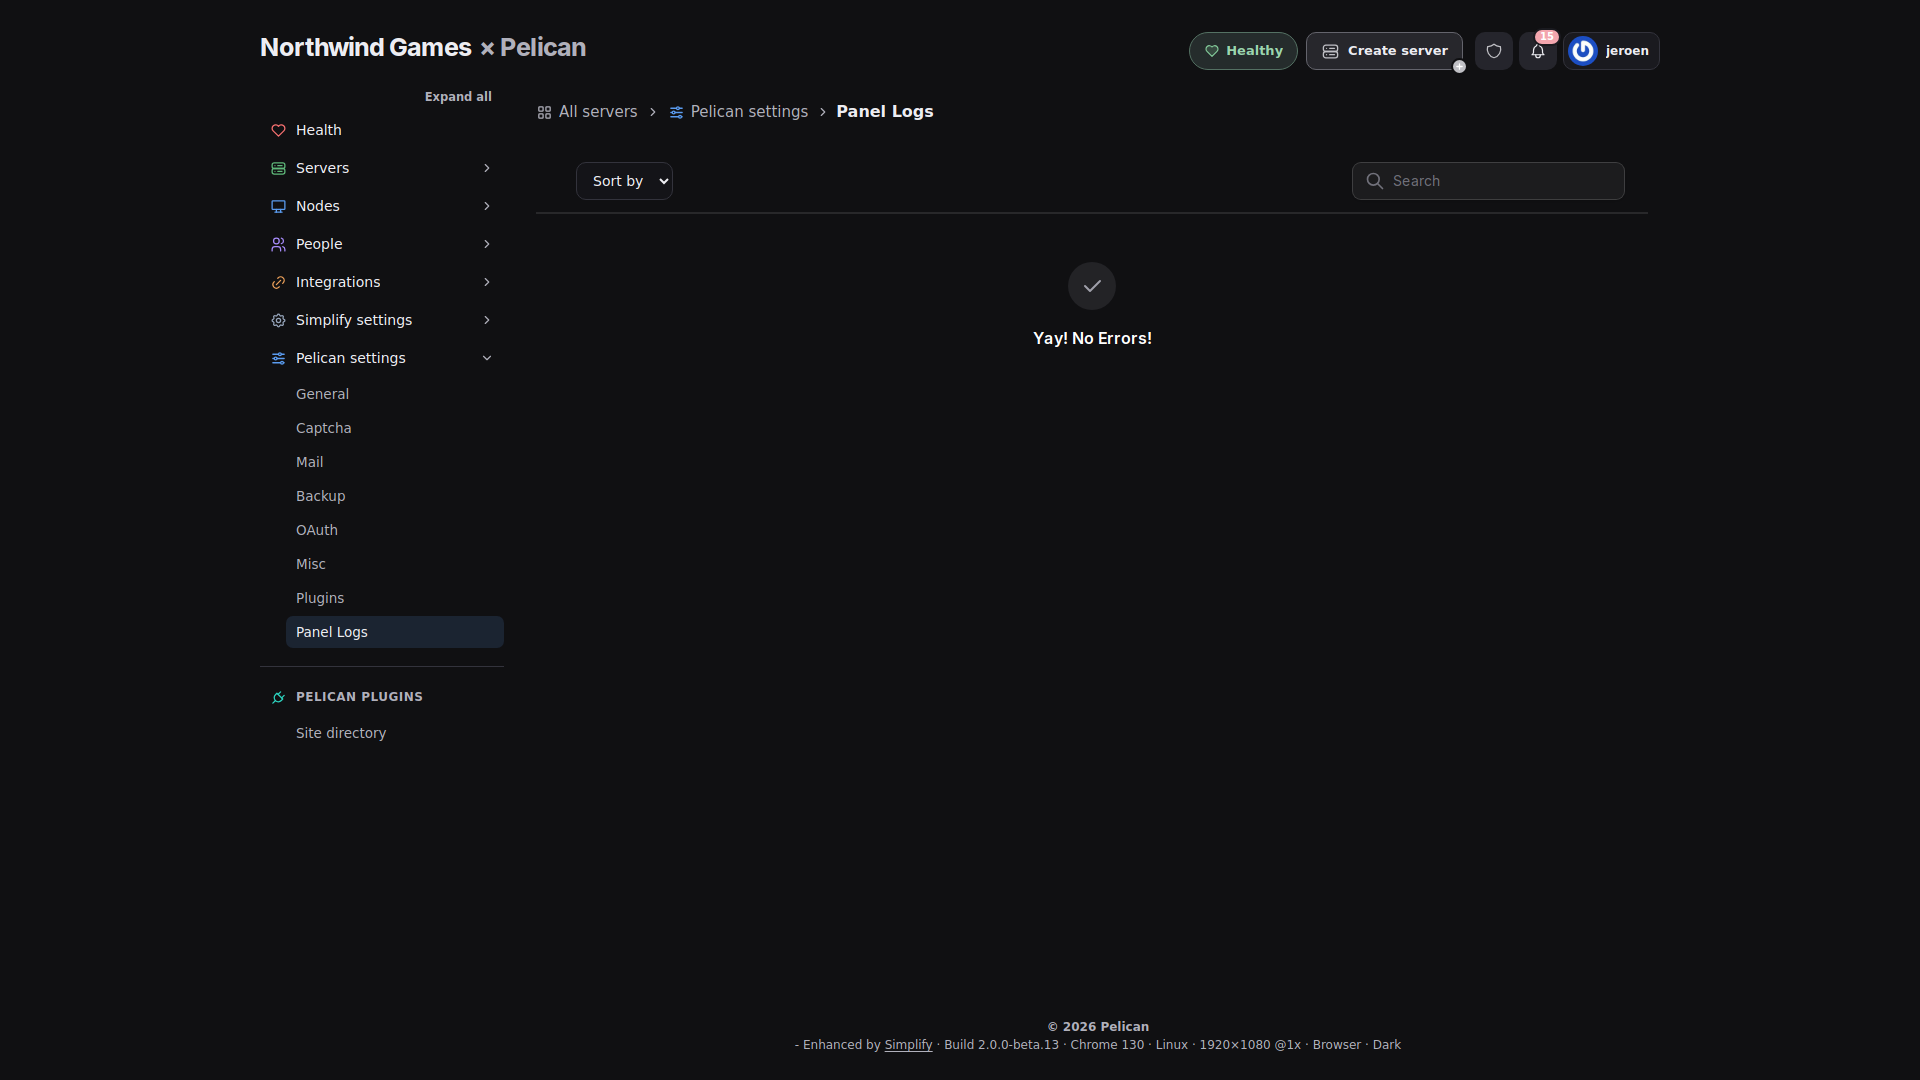 Northwind Games × Pelican
Healthy
Create server
15
jeroen
Expand all
Health
Servers
Nodes
People
Integrations
Simplify settings
Pelican settings
General
Captcha
Mail
Backup
OAuth
Misc
Plugins
Panel Logs
PELICAN PLUGINS
Site directory
All servers > Pelican settings > Panel Logs
Sort by
Search
Yay! No Errors!
© 2026 Pelican
- Enhanced by Simplify · Build 2.0.0-beta.13 · Chrome 130 · Linux · 1920×1080 @1x · Browser · Dark